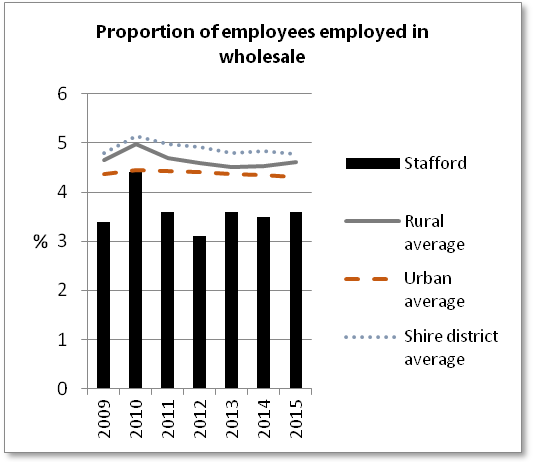 Proportion of employees employed in
wholesale
6
5
4
3
2
1
0
%
2009
2010
2011
2012
2013
2014
2015
Stafford
Rural
average
Urban
average
Shire district
average